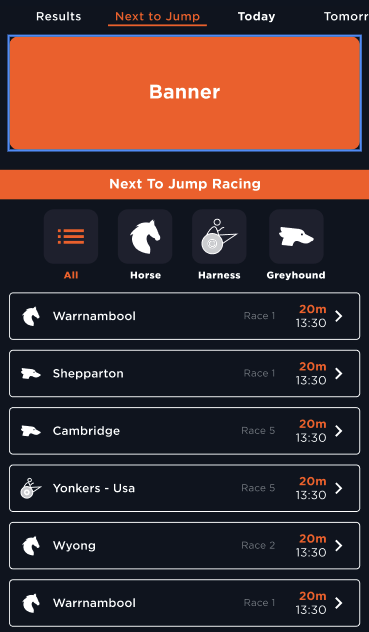 Results Next to Jump Today Tomorr
Banner
Next To Jump Racing
All Horse Harness Greyhound
Warrnambool Race 1 20m
13:30
Shepparton Race 1 20m
13:30
Cambridge Race 5 20m
13:30
Yonkers - Usa Race 5 20m
13:30
Wyong Race 2 20m
13:30
Warrnambool Race 1 20m
13:30